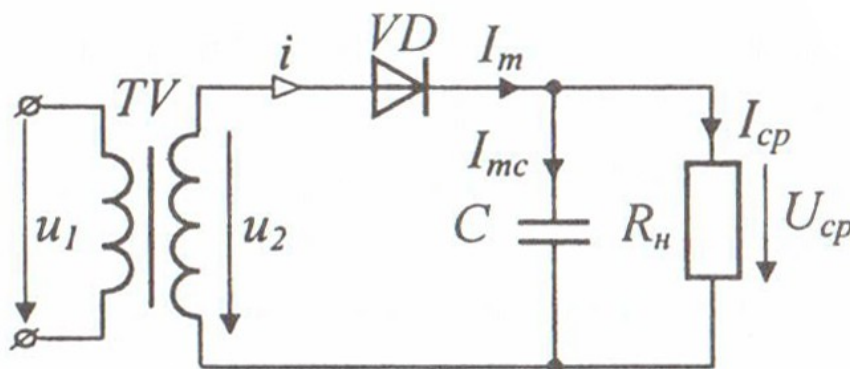 i VD I_m
TV
I_mc I_cp
u_1 u_2 C R_н U_cp